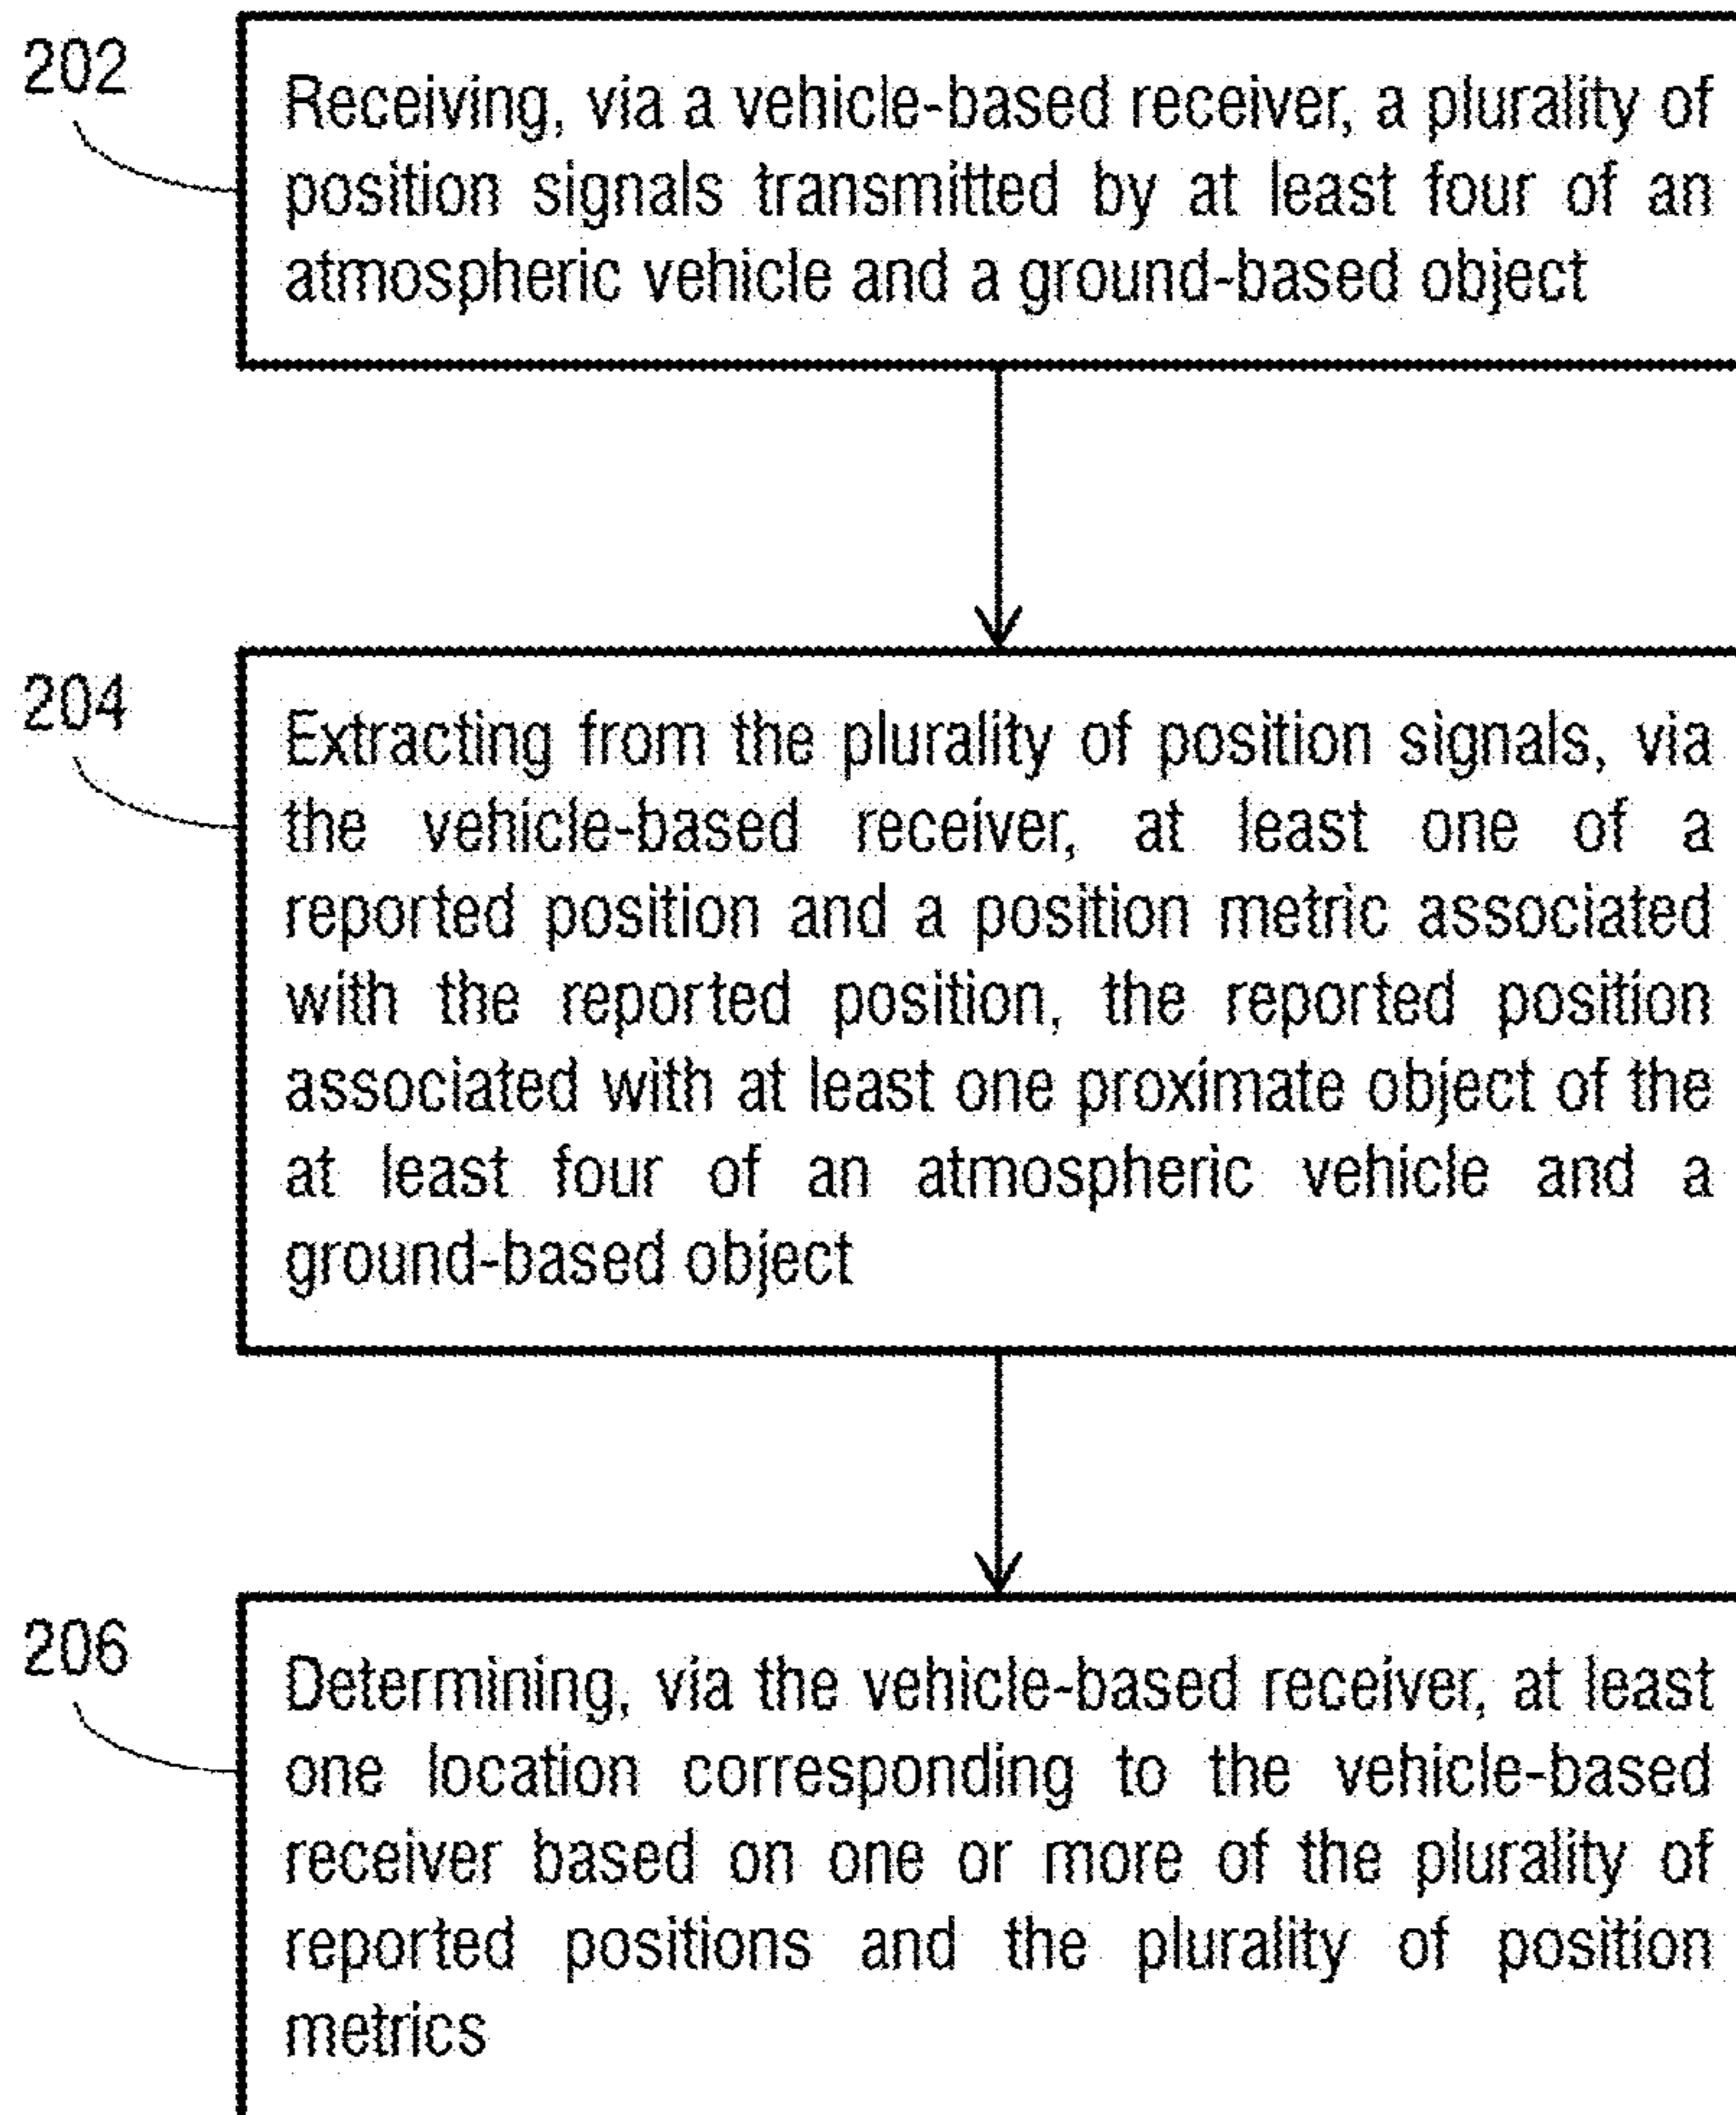 202
Receiving, via a vehicle-based receiver, a plurality of
position signals transmitted by at least four of an
atmospheric vehicle and a ground-based object
204
Extracting from the plurality of position signals, via
the vehicle-based receiver, at least one of a
reported position and a position metric associated
with the reported position, the reported position
associated with at least one proximate object of the
at least four of an atmospheric vehicle and a
ground-based object
206
Determining, via the vehicle-based receiver, at least
one location corresponding to the vehicle-based
receiver based on one or more of the plurality of
reported positions and the plurality of position
metrics